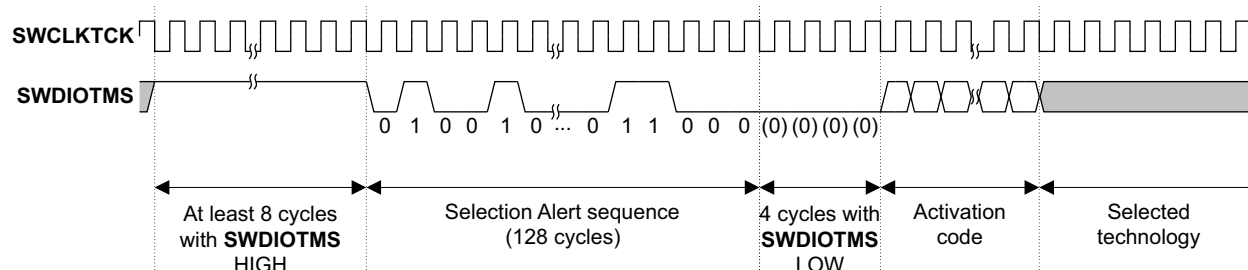 SWCLKTCK
SWDIOTMS
0 1 0 0 1 0 ... 0 1 1 0 0 0 (0) (0) (0) (0)
At least 8 cycles
with SWDIOTMS
HIGH
Selection Alert sequence
(128 cycles)
4 cycles with
SWDIOTMS
LOW
Activation
code
Selected
technology